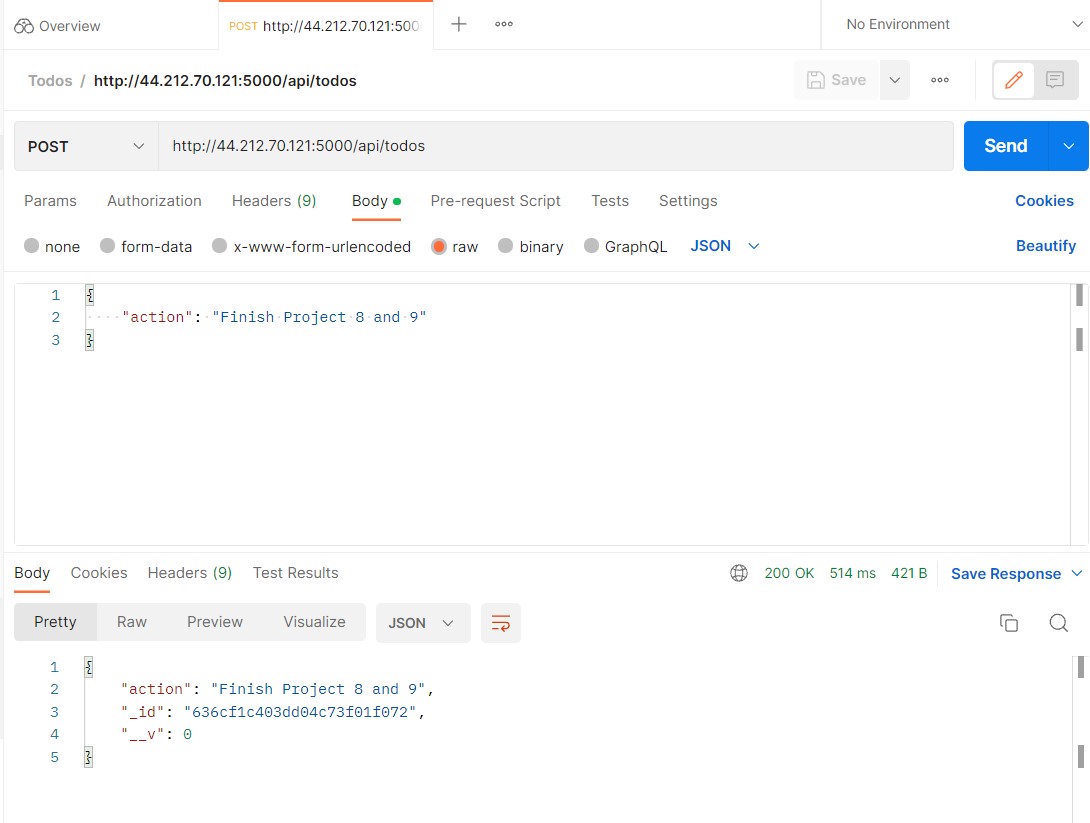 Overview
POST http://44.212.70.121:500
No Environment
Todos / http://44.212.70.121:5000/api/todos
Save
POST http://44.212.70.121:5000/api/todos Send
Params Authorization Headers (9) Body Pre-request Script Tests Settings Cookies
none form-data x-www-form-urlencoded raw binary GraphQL JSON Beautify
1 {
2 ····"action":·"Finish·Project·8·and·9"
3 }
Body Cookies Headers (9) Test Results 200 OK 514 ms 421 B Save Response
Pretty Raw Preview Visualize JSON
1 {
2 "action": "Finish Project 8 and 9",
3 "_id": "636cf1c403dd04c73f01f072",
4 "__v": 0
5 }